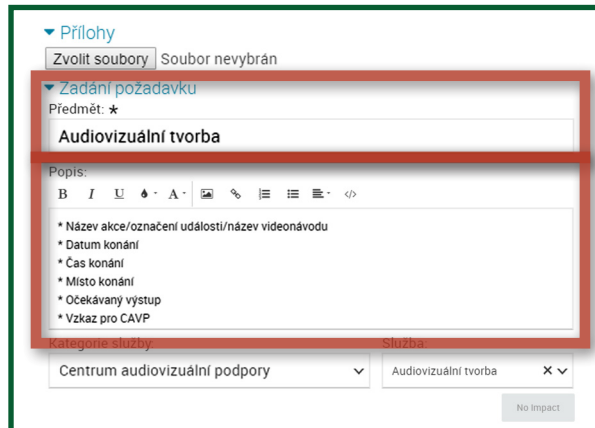 Přílohy
Zvolit soubory Soubor nevybrán
Zadání požadavku
Předmět: *
Audiovizuální tvorba
Popis:
B I U A </>
* Název akce/označení události/název videonávodu
* Datum konání
* Čas konání
* Místo konání
* Očekávaný výstup
* Vzkaz pro CAVP
Kategorie služby: Služba:
Centrum audiovizuální podpory Audiovizuální tvorba
No Impact